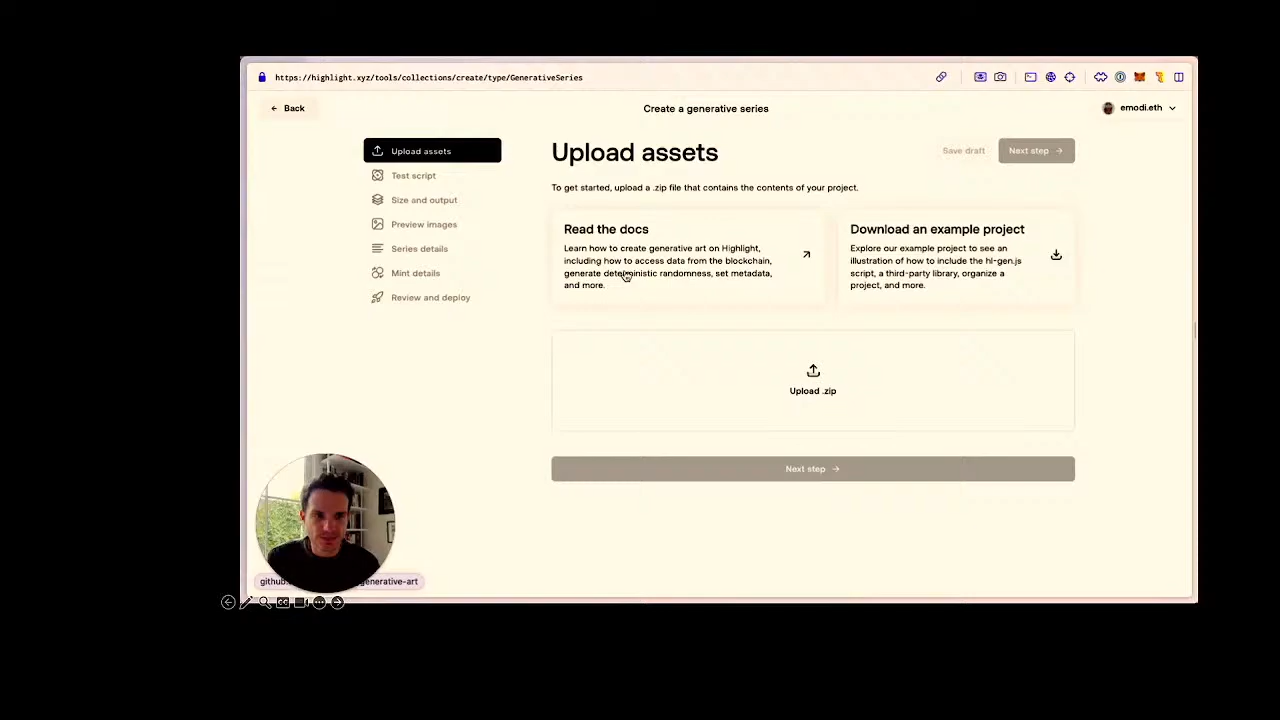 https://highlight.xyz/tools/collections/create/type/GenerativeSeries
Back
Create a generative series
emodi.eth
Upload assets
Test script
Size and output
Preview images
Series details
Mint details
Review and deploy
Upload assets
Save draft
Next step
To get started, upload a .zip file that contains the contents of your project.
Read the docs
Learn how to create generative art on Highlight,
including how to access data from the blockchain,
generate deterministic randomness, set metadata,
and more.
Download an example project
Explore our example project to see an
illustration of how to include the hl-gen.js
script, a third-party library, organize a
project, and more.
Upload .zip
Next step
github. generative-art
CC